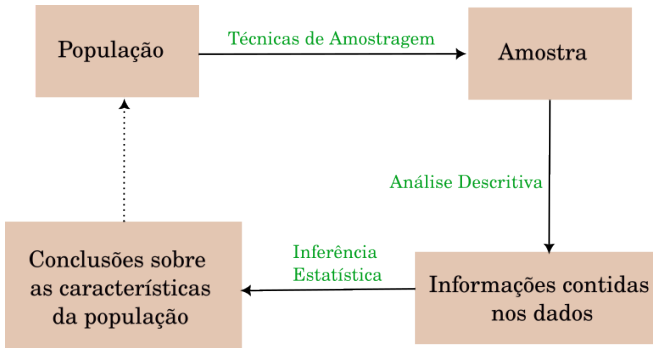 População
Técnicas de Amostragem
Amostra
Análise Descritiva
Informações contidas
nos dados
Inferência
Estatística
Conclusões sobre
as características
da população